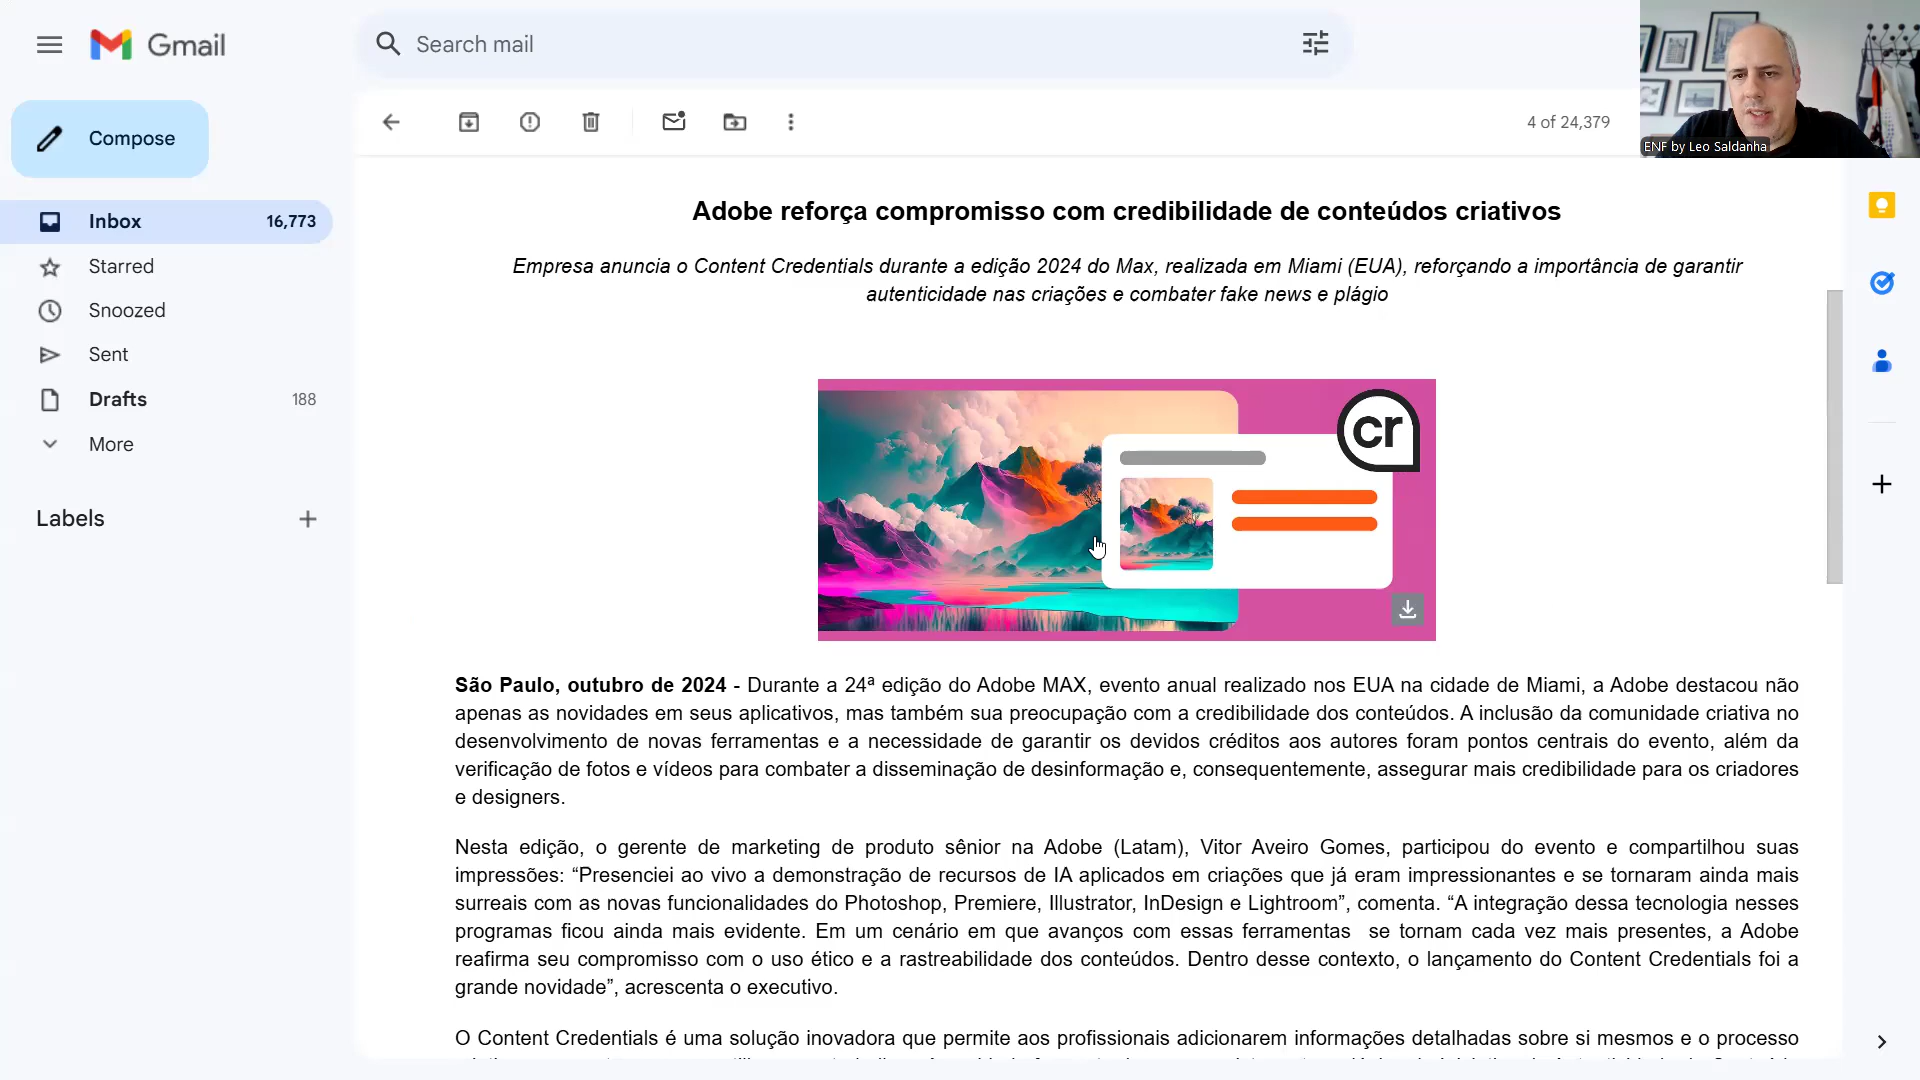 Gmail
Search mail
Compose
4 of 24,379
ENF by Leo Saldanha
Inbox 16,773
Starred
Snoozed
Sent
Drafts 188
More
Labels
Adobe reforça compromisso com credibilidade de conteúdos criativos
Empresa anuncia o Content Credentials durante a edição 2024 do Max, realizada em Miami (EUA), reforçando a importância de garantir
autenticidade nas criações e combater fake news e plágio
cr
São Paulo, outubro de 2024 - Durante a 24ª edição do Adobe MAX, evento anual realizado nos EUA na cidade de Miami, a Adobe destacou não
apenas as novidades em seus aplicativos, mas também sua preocupação com a credibilidade dos conteúdos. A inclusão da comunidade criativa no
desenvolvimento de novas ferramentas e a necessidade de garantir os devidos créditos aos autores foram pontos centrais do evento, além da
verificação de fotos e vídeos para combater a disseminação de desinformação e, consequentemente, assegurar mais credibilidade para os criadores
e designers.
Nesta edição, o gerente de marketing de produto sênior na Adobe (Latam), Vitor Aveiro Gomes, participou do evento e compartilhou suas
impressões: “Presenciei ao vivo a demonstração de recursos de IA aplicados em criações que já eram impressionantes e se tornaram ainda mais
surreais com as novas funcionalidades do Photoshop, Premiere, Illustrator, InDesign e Lightroom”, comenta. “A integração dessa tecnologia nesses
programas ficou ainda mais evidente. Em um cenário em que avanços com essas ferramentas se tornam cada vez mais presentes, a Adobe
reafirma seu compromisso com o uso ético e a rastreabilidade dos conteúdos. Dentro desse contexto, o lançamento do Content Credentials foi a
grande novidade”, acrescenta o executivo.
O Content Credentials é uma solução inovadora que permite aos profissionais adicionarem informações detalhadas sobre si mesmos e o processo